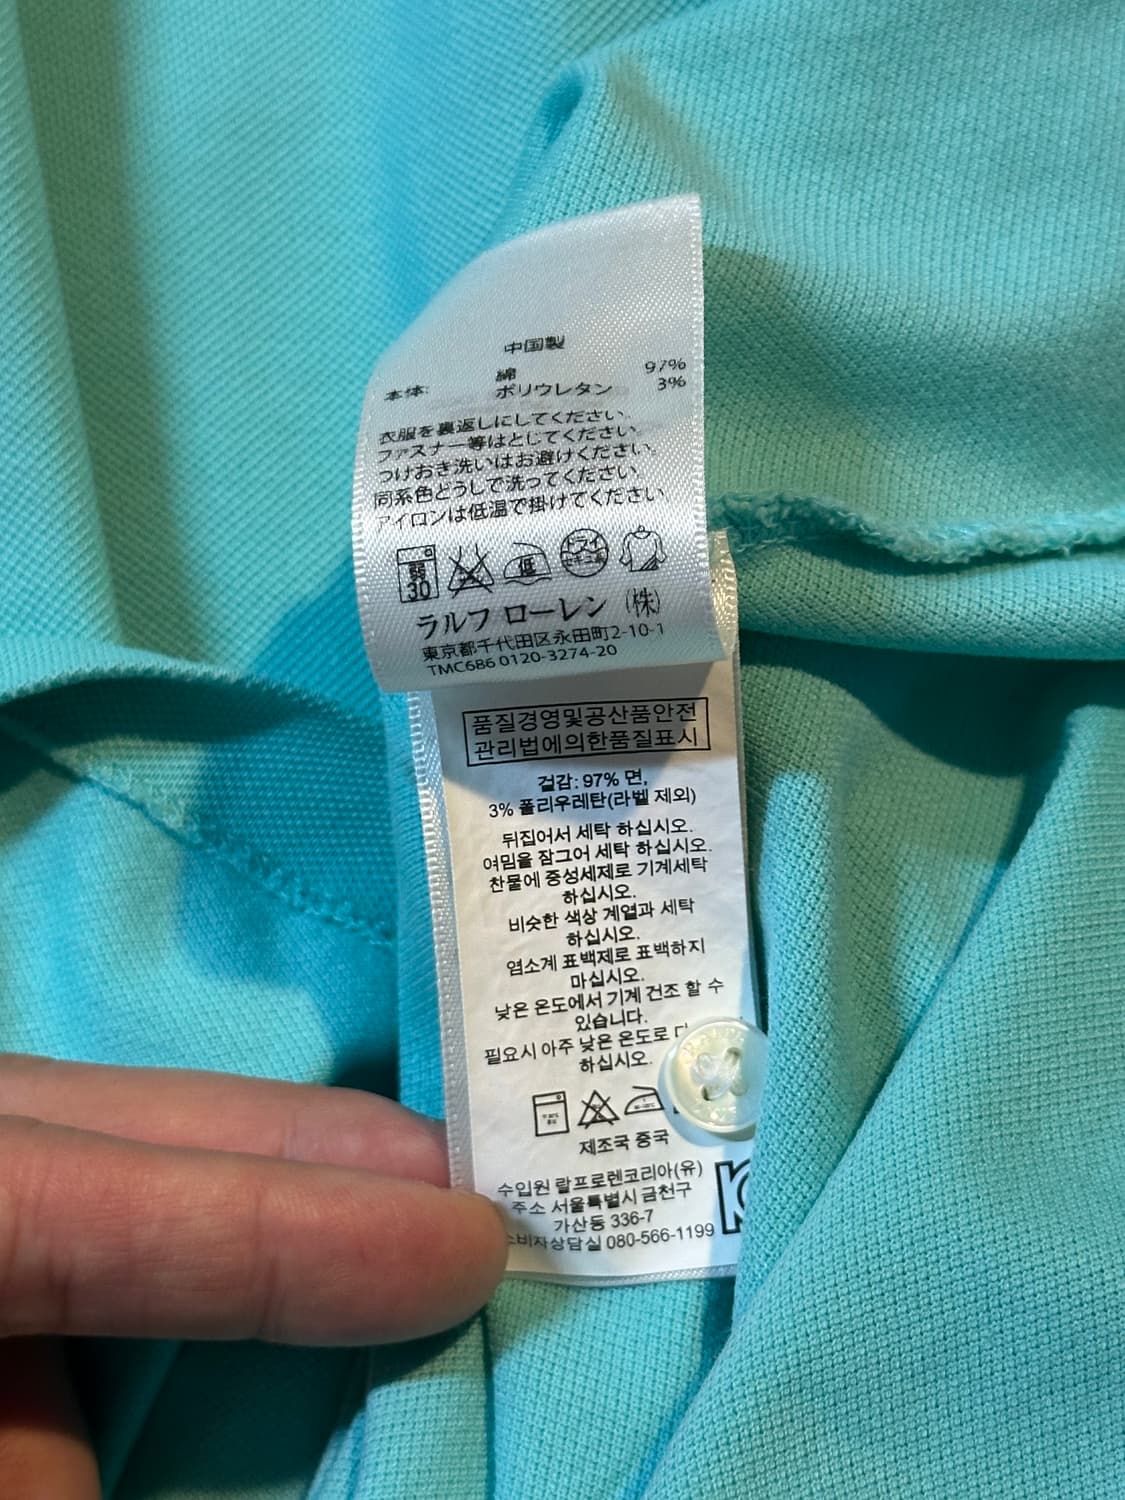 中国製
綿 97%
本体: ポリウレタン 3%
衣服を裏返しにしてください。
ファスナー等はとじてください。
つけおき洗いはお避けください。
同系色どうしで洗ってください
アイロンは低温で掛けてください
弱
30
低
ドライ
セキユ系
ラルフ ローレン (株)
東京都千代田区永田町2-10-1
TMC686 0120-3274-20
품질경영및공산품안전
관리법에의한품질표시
겉감: 97% 면,
3% 폴리우레탄(라벨 제외)
뒤집어서 세탁 하십시오.
여밈을 잠그어 세탁 하십시오.
찬물에 중성세제로 기계세탁
하십시오.
비슷한 색상 계열과 세탁
하십시오.
염소계 표백제로 표백하지
마십시오.
낮은 온도에서 기계 건조 할 수
있습니다.
필요시 아주 낮은 온도로
하십시오.
제조국 중국
수입원 랄프로렌코리아(유)
주소 서울특별시 금천구
가산동 336-7
소비자상담실 080-566-1199